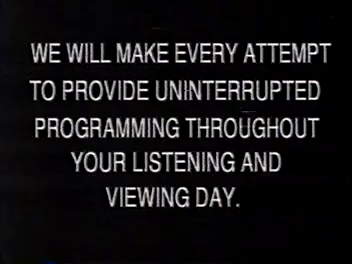 WE WILL MAKE EVERY ATTEMPT
TO PROVIDE UNINTERRUPTED
PROGRAMMING THROUGHOUT
YOUR LISTENING AND
VIEWING DAY.